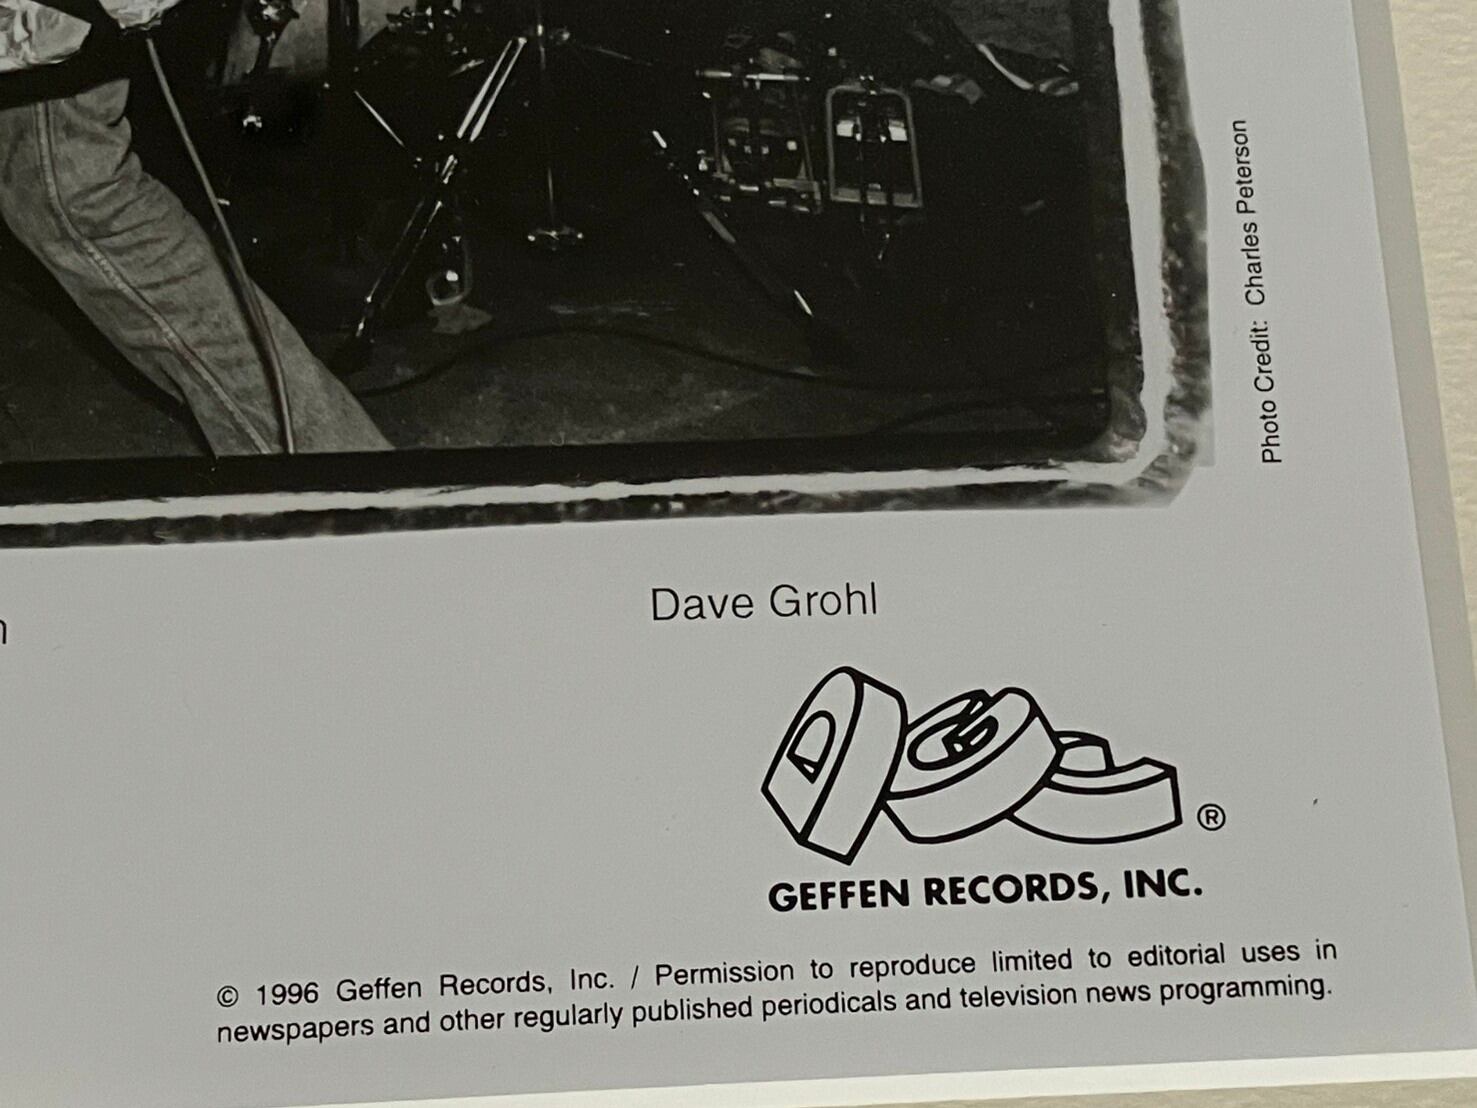 Photo Credit: Charles Peterson
Dave Grohl
®
GEFFEN RECORDS, INC.
© 1996 Geffen Records, Inc. / Permission to reproduce limited to editorial uses in
newspapers and other regularly published periodicals and television news programming.